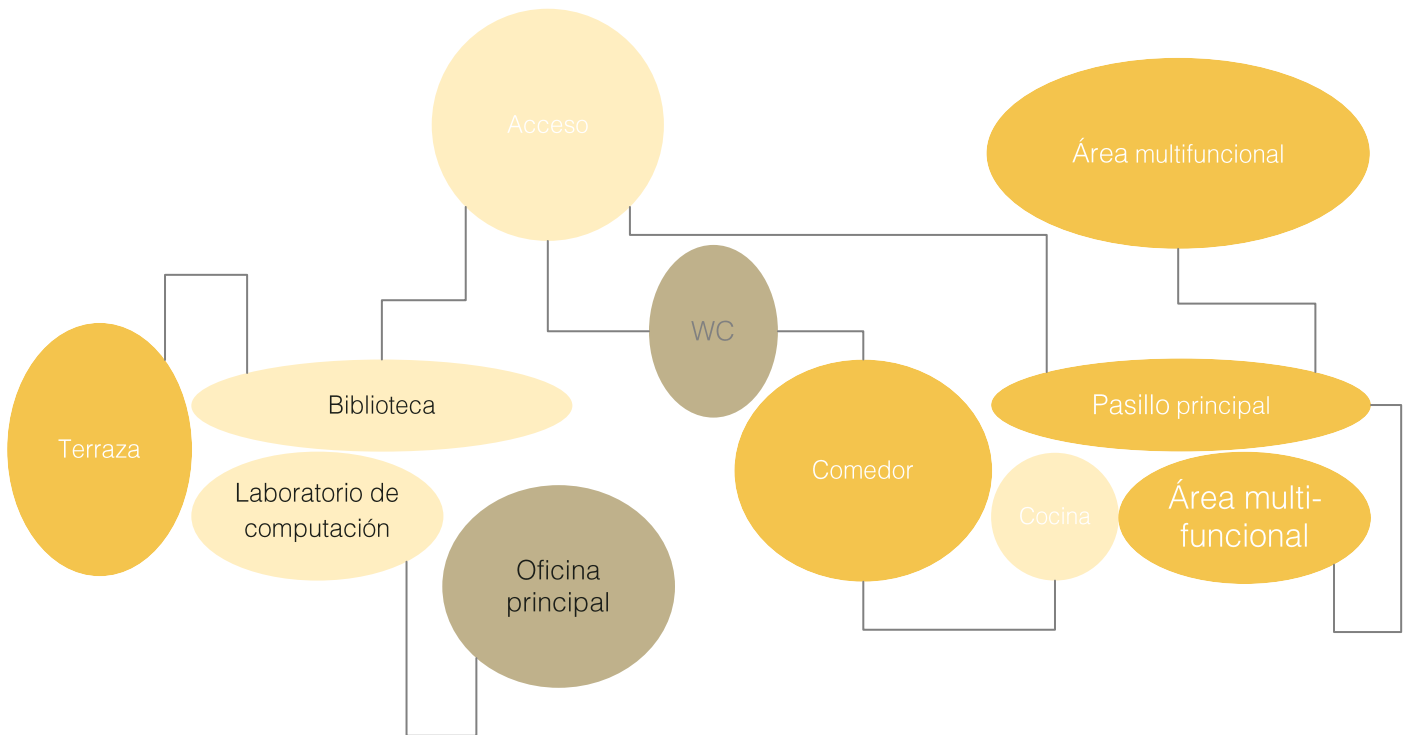 Acceso
Área multifuncional
WC
Biblioteca
Pasillo principal
Terraza
Comedor
Laboratorio de
computación
Cocina
Área multi-
funcional
Oficina
principal